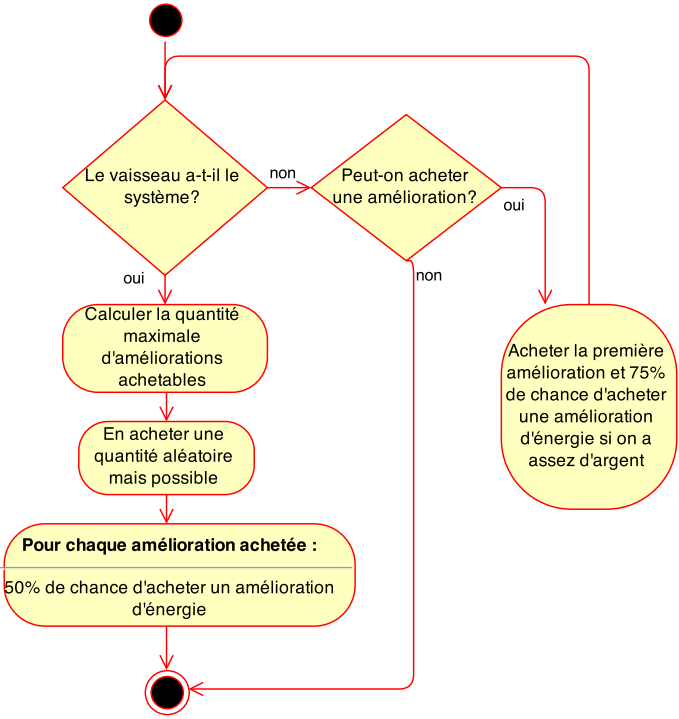 Le vaisseau a-t-il le
système?
non
Peut-on acheter
une amélioration?
oui
oui
non
Calculer la quantité
maximale
d'améliorations
achetables
Acheter la première
amélioration et 75%
de chance d'acheter
une amélioration
d'énergie si on a
assez d'argent
En acheter une
quantité aléatoire
mais possible
Pour chaque amélioration achetée :
50% de chance d'acheter un amélioration
d'énergie